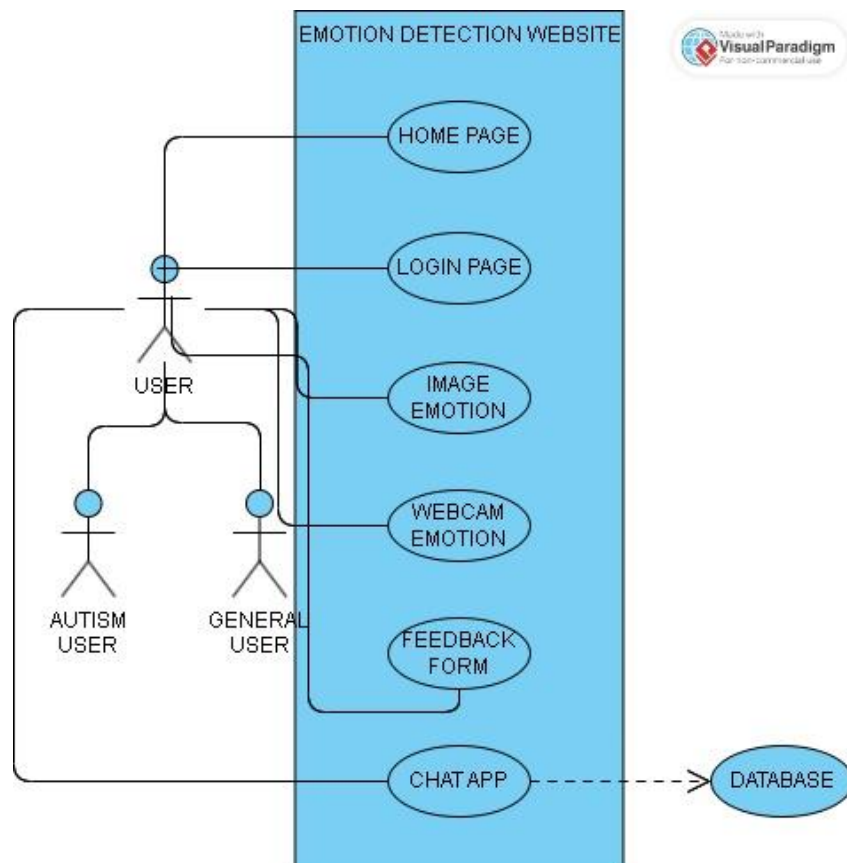 EMOTION DETECTION WEBSITE
Made with
Visual Paradigm
For non-commercial use
HOME PAGE
LOGIN PAGE
USER
IMAGE
EMOTION
WEBCAM
EMOTION
AUTISM
USER
GENERAL
USER
FEEDBACK
FORM
CHAT APP
DATABASE